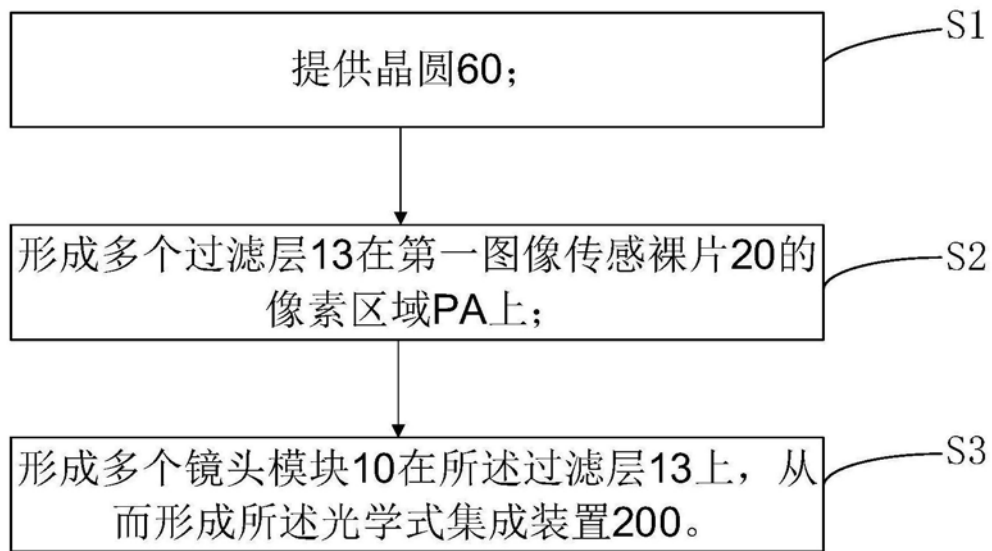 提供晶圆60；
S1
形成多个过滤层13在第一图像传感裸片20的
像素区域PA上；
S2
形成多个镜头模块10在所述过滤层13上，从
而形成所述光学式集成装置200。
S3